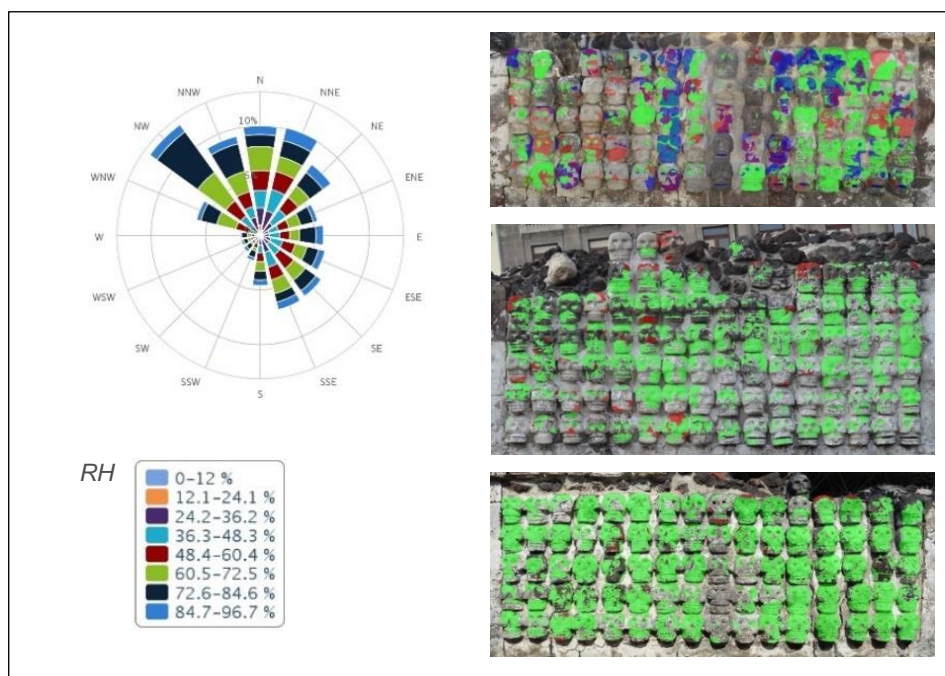 N
NNW
NNE
10%
NW
NE
5%
WNW
ENE
W
E
WSW
ESE
SW
SE
SSW
SSE
S
RH
0-12 %
12.1-24.1 %
24.2-36.2 %
36.3-48.3 %
48.4-60.4 %
60.5-72.5 %
72.6-84.6 %
84.7-96.7 %